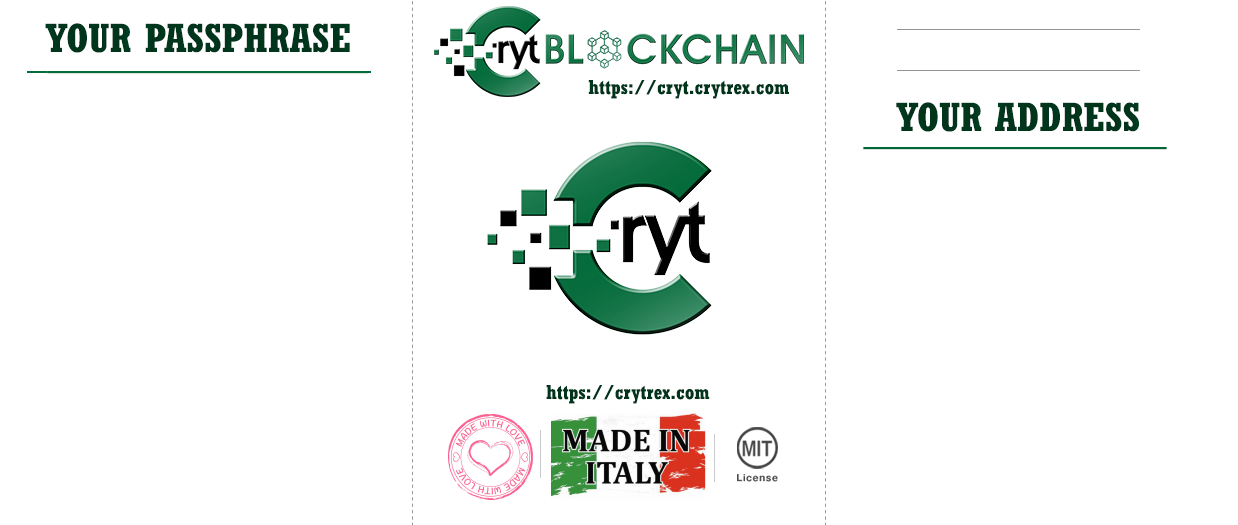 YOUR PASSPHRASE
Cryt BLOCKCHAIN
https://cryt.crytrex.com
Cryt
https://crytrex.com
MADE WITH LOVE
MADE WITH LOVE
MADE IN
ITALY
MIT
License
YOUR ADDRESS